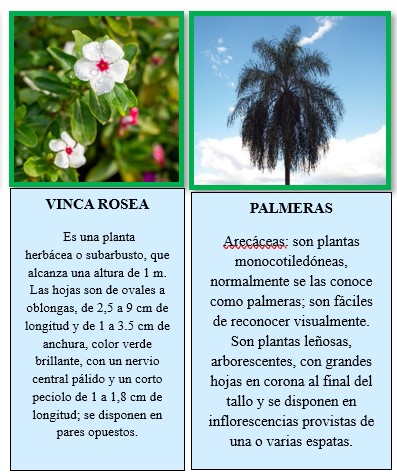 VINCA ROSEA
Es una planta
herbácea o subarbusto, que
alcanza una altura de 1 m.
Las hojas son de ovales a
oblongas, de 2,5 a 9 cm de
longitud y de 1 a 3.5 cm de
anchura, color verde
brillante, con un nervio
central pálido y un corto
peciolo de 1 a 1,8 cm de
longitud; se disponen en
pares opuestos.
PALMERAS
Arecáceas: son plantas
monocotiledóneas,
normalmente se las conoce
como palmeras; son fáciles
de reconocer visualmente.
Son plantas leñosas,
arborescentes, con grandes
hojas en corona al final del
tallo y se disponen en
inflorescencias provistas de
una o varias espatas.